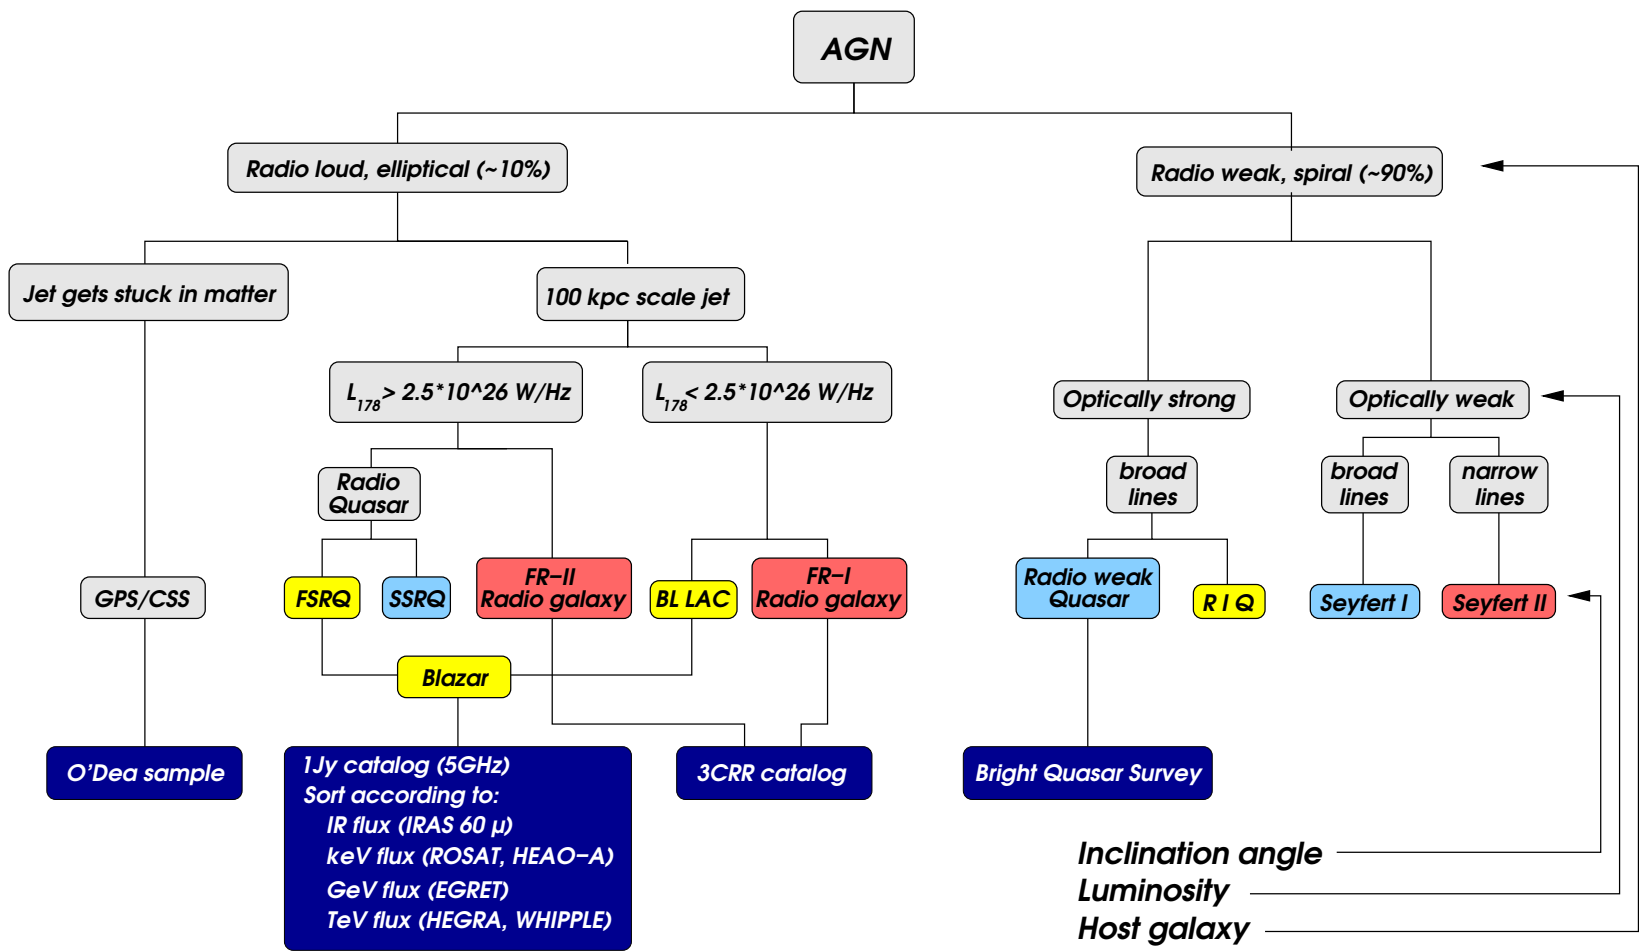 AGN
Radio loud, elliptical (~10%)
Radio weak, spiral (~90%)
Jet gets stuck in matter
100 kpc scale jet
L178 > 2.5*10^26 W/Hz
L178 < 2.5*10^26 W/Hz
Optically strong
Optically weak
Radio
Quasar
broad
lines
broad
lines
narrow
lines
GPS/CSS
FSRQ
SSRQ
FR-II
Radio galaxy
BL LAC
FR-I
Radio galaxy
Radio weak
Quasar
R I Q
Seyfert I
Seyfert II
Blazar
O'Dea sample
1Jy catalog (5GHz)
Sort according to:
IR flux (IRAS 60 μ)
keV flux (ROSAT, HEAO-A)
GeV flux (EGRET)
TeV flux (HEGRA, WHIPPLE)
3CRR catalog
Bright Quasar Survey
Inclination angle
Luminosity
Host galaxy